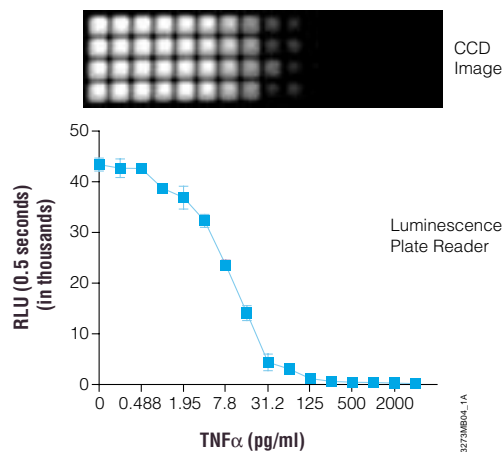 CCD
Image
50
40
30
20
10
0
RLU (0.5 seconds)
(in thousands)
Luminescence
Plate Reader
0 0.488 1.95 7.8 31.2 125 500 2000
TNFα (pg/ml)
3273MB04_1A